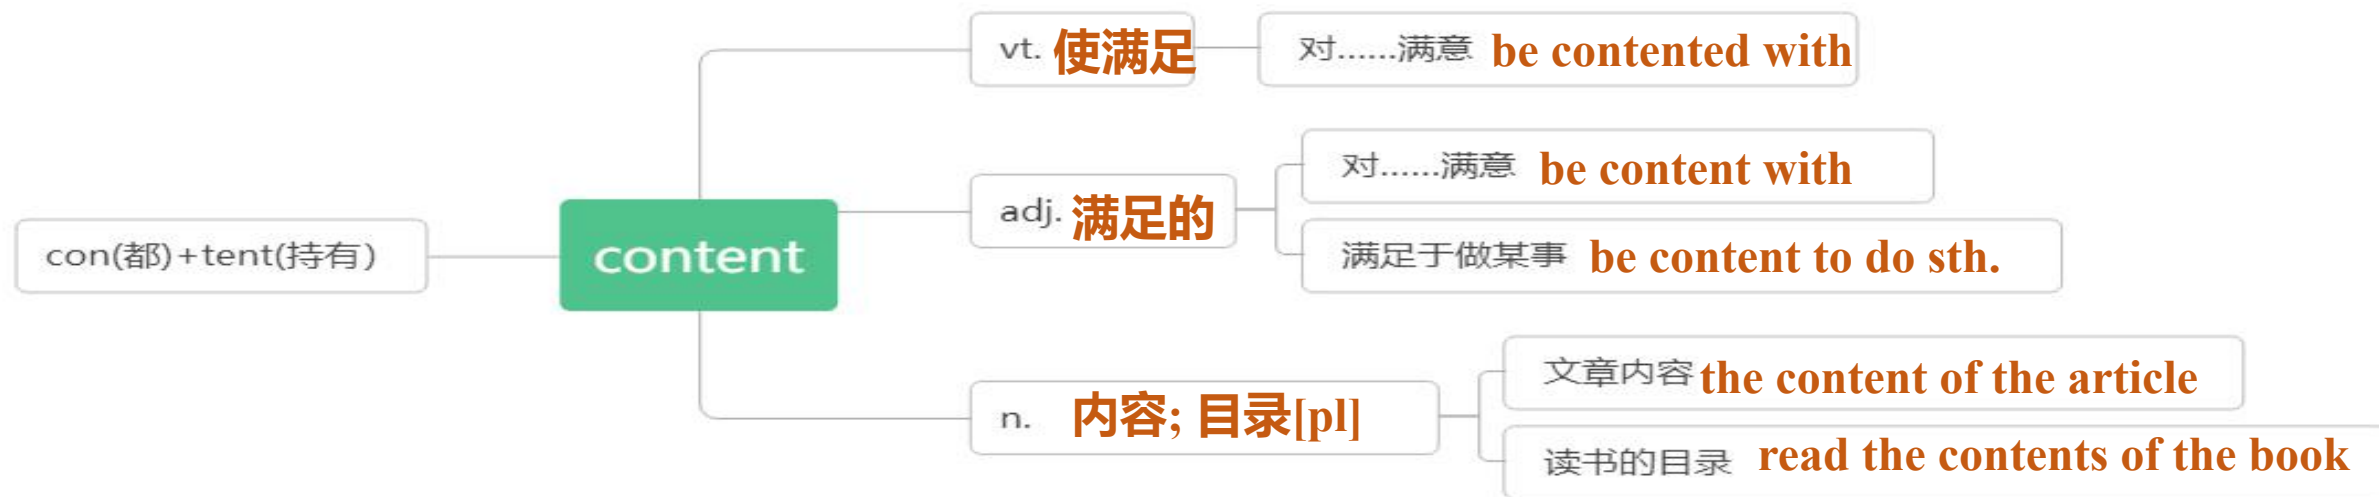 vt. 使满足
对......满意 be contented with
con(都)+tent(持有)
content
adj. 满足的
对......满意 be content with
满足于做某事 be content to do sth.
n. 内容; 目录[pl]
文章内容 the content of the article
读书的目录 read the contents of the book